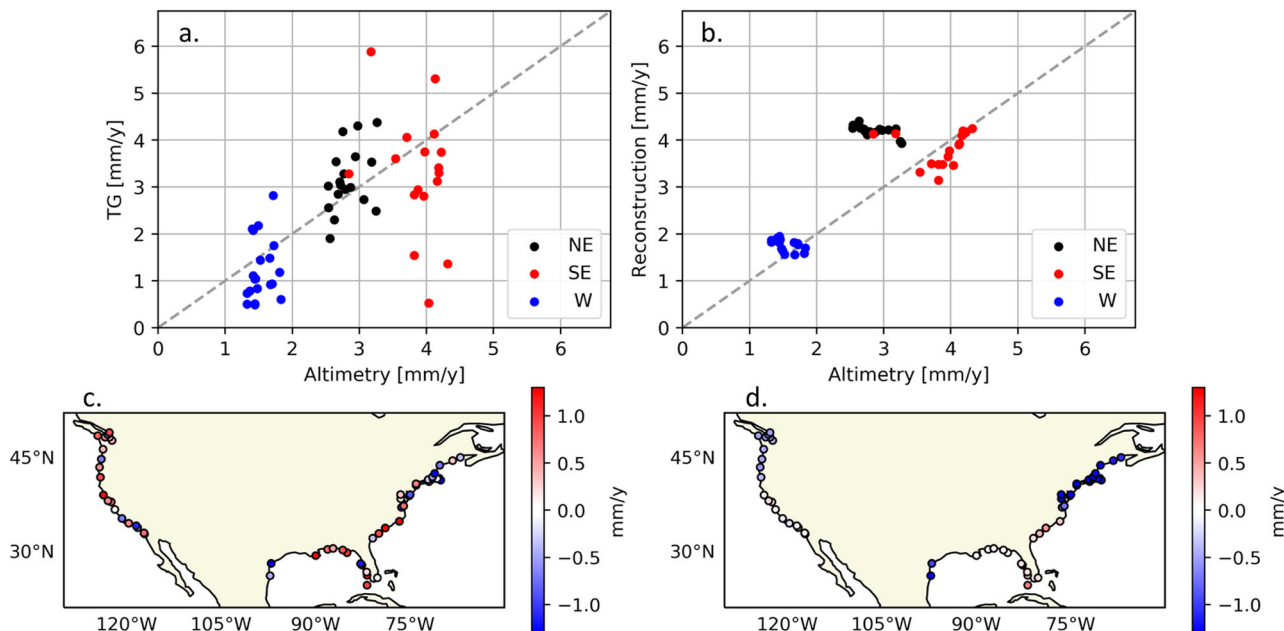 a.
b.
6
5
4
3
2
1
0
TG [mm/y]
NE
SE
W
0 1 2 3 4 5 6
Altimetry [mm/y]
6
5
4
3
2
1
0
Reconstruction [mm/y]
NE
SE
W
0 1 2 3 4 5 6
Altimetry [mm/y]
c.
45°N
30°N
120°W 105°W 90°W 75°W
1.0
0.5
0.0
−0.5
−1.0
mm/y
d.
45°N
30°N
120°W 105°W 90°W 75°W
1.0
0.5
0.0
−0.5
−1.0
mm/y